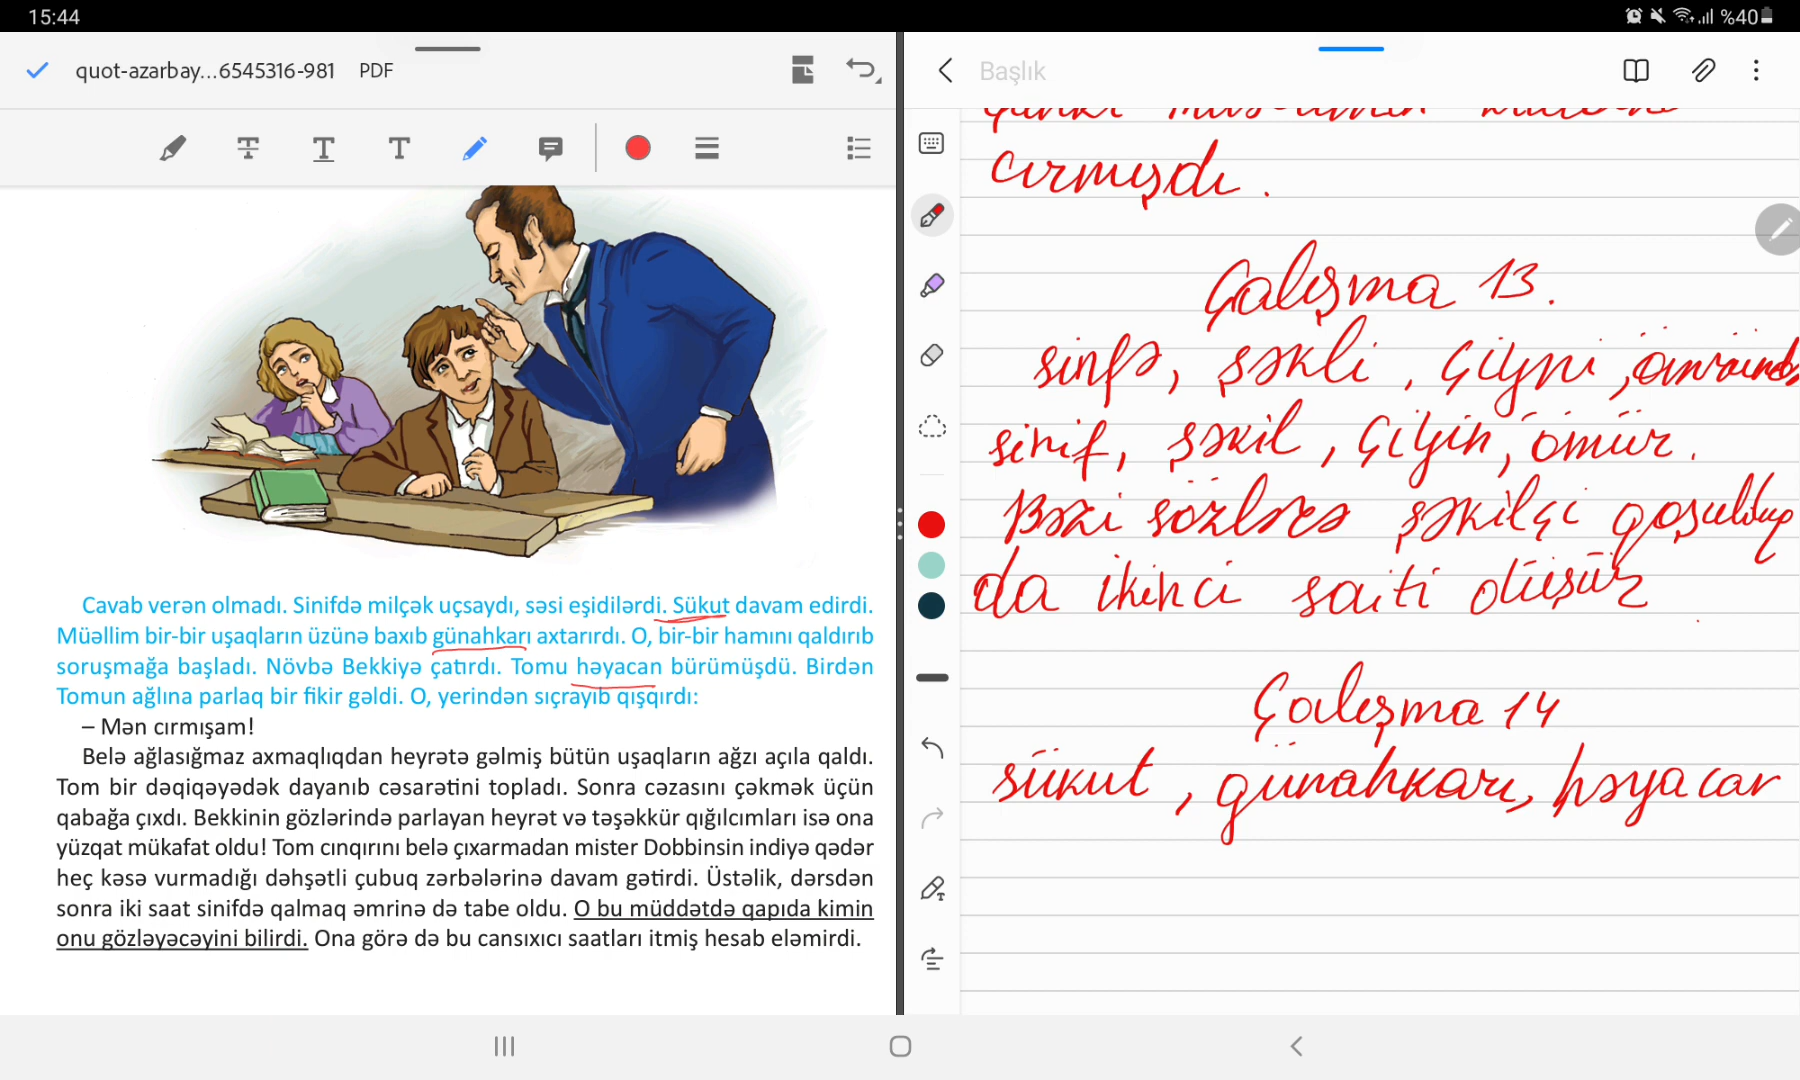 15:44
%40
quot-azarbay...6545316-981 PDF
Cavab verən olmadı. Sinifdə milçək uçsaydı, səsi eşidilərdi. Sükut davam edirdi.
Müəllim bir-bir uşaqların üzünə baxıb günahkarı axtarırdı. O, bir-bir hamını qaldırıb
soruşmağa başladı. Növbə Bekkiyə çatırdı. Tomu həyacan bürümüşdü. Birdən
Tomun ağlına parlaq bir fikir gəldi. O, yerindən sıçrayıb qışqırdı:
– Mən cırmışam!
Belə ağlasığmaz axmaqlıqdan heyrətə gəlmiş bütün uşaqların ağzı açıla qaldı.
Tom bir dəqiqəyədək dayanıb cəsarətini topladı. Sonra cəzasını çəkmək üçün
qabağa çıxdı. Bekkinin gözlərində parlayan heyrət və təşəkkür qığılcımları isə ona
yüzqat mükafat oldu! Tom cınqırını belə çıxarmadan mister Dobbinsin indiyə qədər
heç kəsə vurmadığı dəhşətli çubuq zərbələrinə davam gətirdi. Üstəlik, dərsdən
sonra iki saat sinifdə qalmaq əmrinə də tabe oldu. O bu müddətdə qapıda kimin
onu gözləyəcəyini bilirdi. Ona görə də bu cansıxıcı saatları itmiş hesab eləmirdi.
Başlık
cırmışdı.
Çalışma 13.
sinfə, şəkli, çiyni,
sinif, şəkil, çiyin, ömür.
Bəzi sözlərə şəkilçi qoşulduq
da ikinci saiti düşür
Çalışma 14
sükut, günahkarı, həyacan